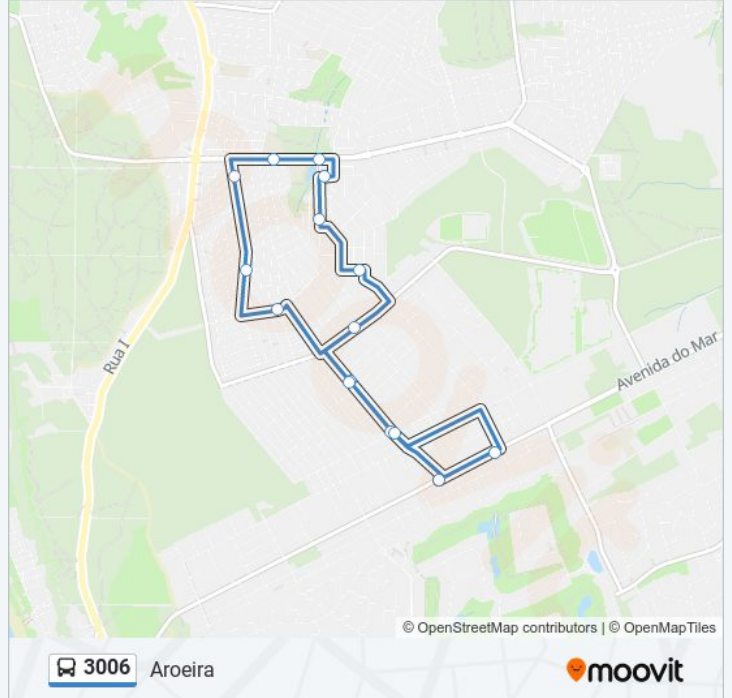 Rua I
Avenida do Mar
© OpenStreetMap contributors | © OpenMapTiles
3006 Aroeira
moovit